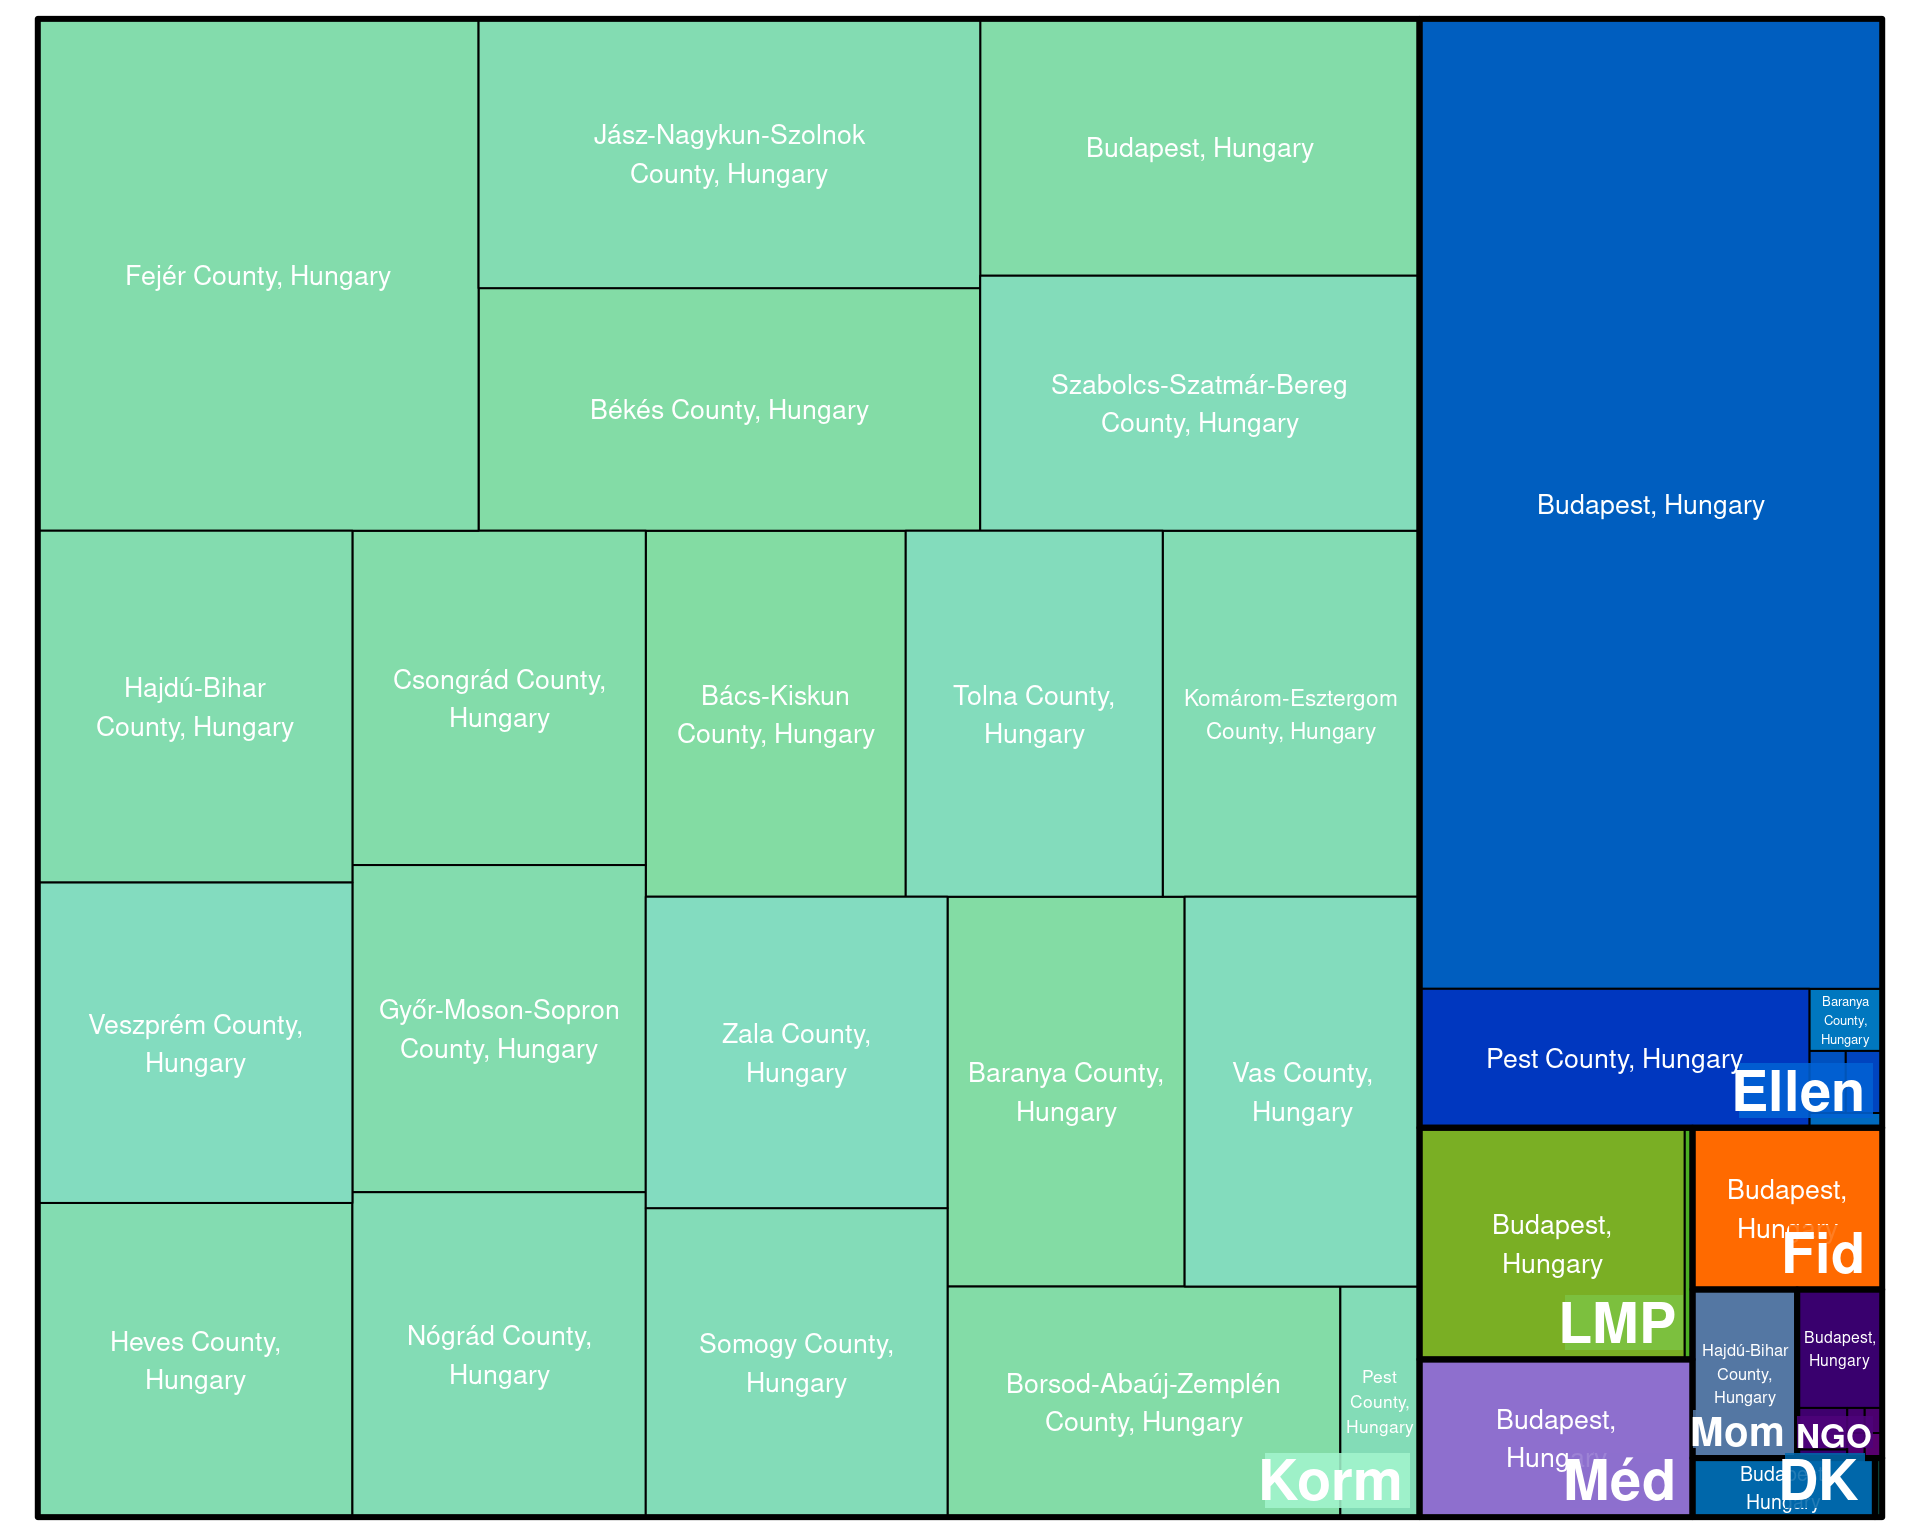 Fejér County, Hungary
Jász-Nagykun-Szolnok
County, Hungary
Budapest, Hungary
Békés County, Hungary
Szabolcs-Szatmár-Bereg
County, Hungary
Hajdú-Bihar
County, Hungary
Csongrád County,
Hungary
Bács-Kiskun
County, Hungary
Tolna County,
Hungary
Komárom-Esztergom
County, Hungary
Veszprém County,
Hungary
Győr-Moson-Sopron
County, Hungary
Zala County,
Hungary
Baranya County,
Hungary
Vas County,
Hungary
Heves County,
Hungary
Nógrád County,
Hungary
Somogy County,
Hungary
Borsod-Abaúj-Zemplén
County, Hungary
Pest
County,
Hungary
Korm
Budapest, Hungary
Pest County, Hungary
Baranya
County,
Hungary
Ellen
Budapest,
Hungary
LMP
Budapest,
Hungary
Fid
Budapest,
Hungary
Méd
Hajdú-Bihar
County,
Hungary
Mom
Budapest,
Hungary
NGO
Budapest,
Hungary
DK